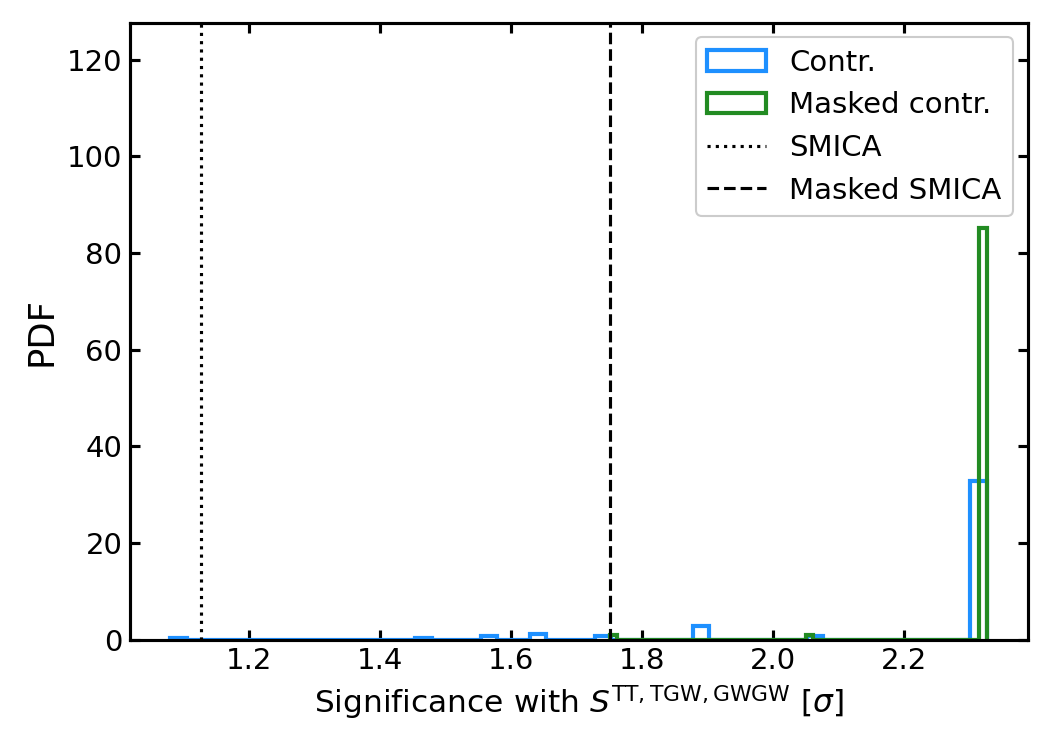 120
100
80
60
40
20
0
PDF
Contr.
Masked contr.
SMICA
Masked SMICA
1.2 1.4 1.6 1.8 2.0 2.2
Significance with S^{TT, TGW, GWGW} [σ]